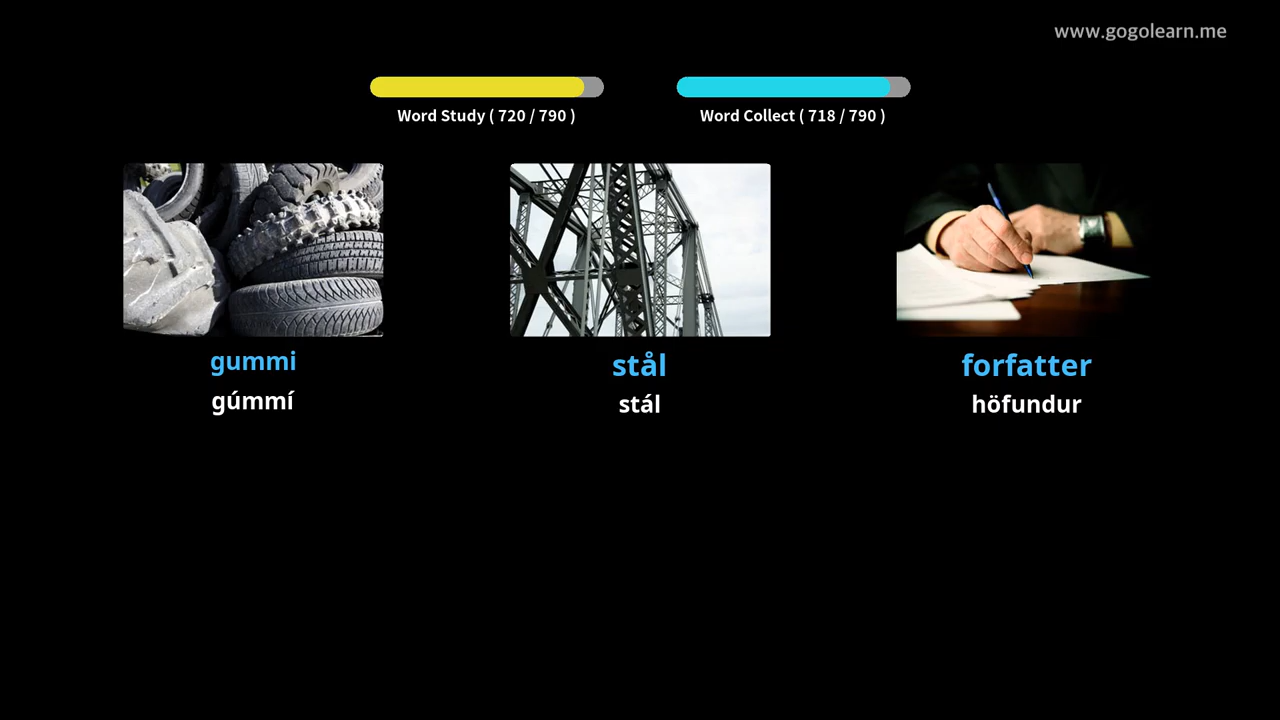 www.gogolearn.me
Word Study ( 720 / 790 )
Word Collect ( 718 / 790 )
gummi
gúmmí
stål
stál
forfatter
höfundur